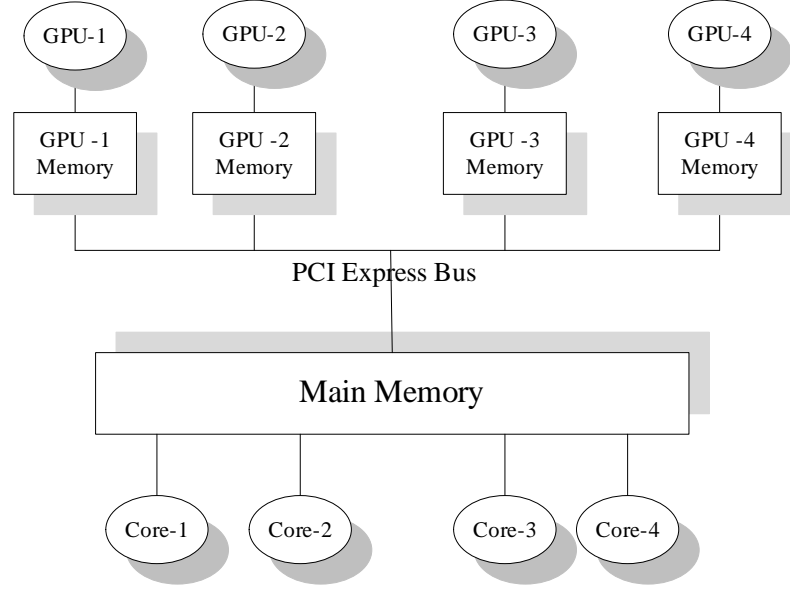 GPU-1
GPU-2
GPU-3
GPU-4
GPU -1
Memory
GPU -2
Memory
GPU -3
Memory
GPU -4
Memory
PCI Express Bus
Main Memory
Core-1
Core-2
Core-3
Core-4